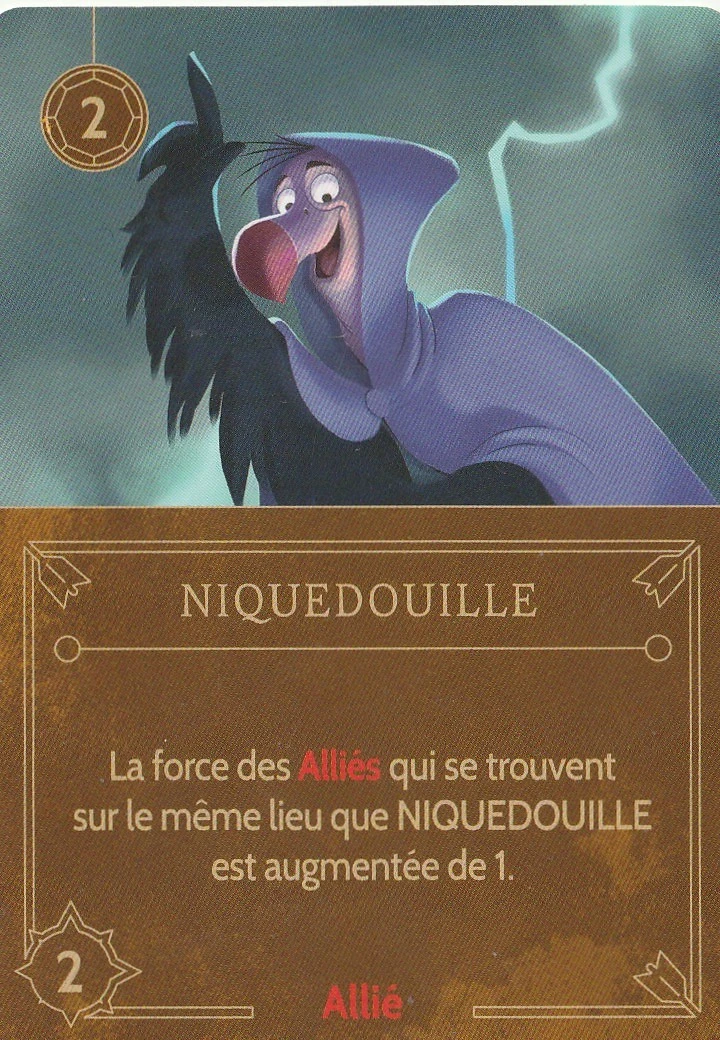 2
NIQUEDOUILLE
La force des Alliés qui se trouvent
sur le même lieu que NIQUEDOUILLE
est augmentée de 1.
2
Allié